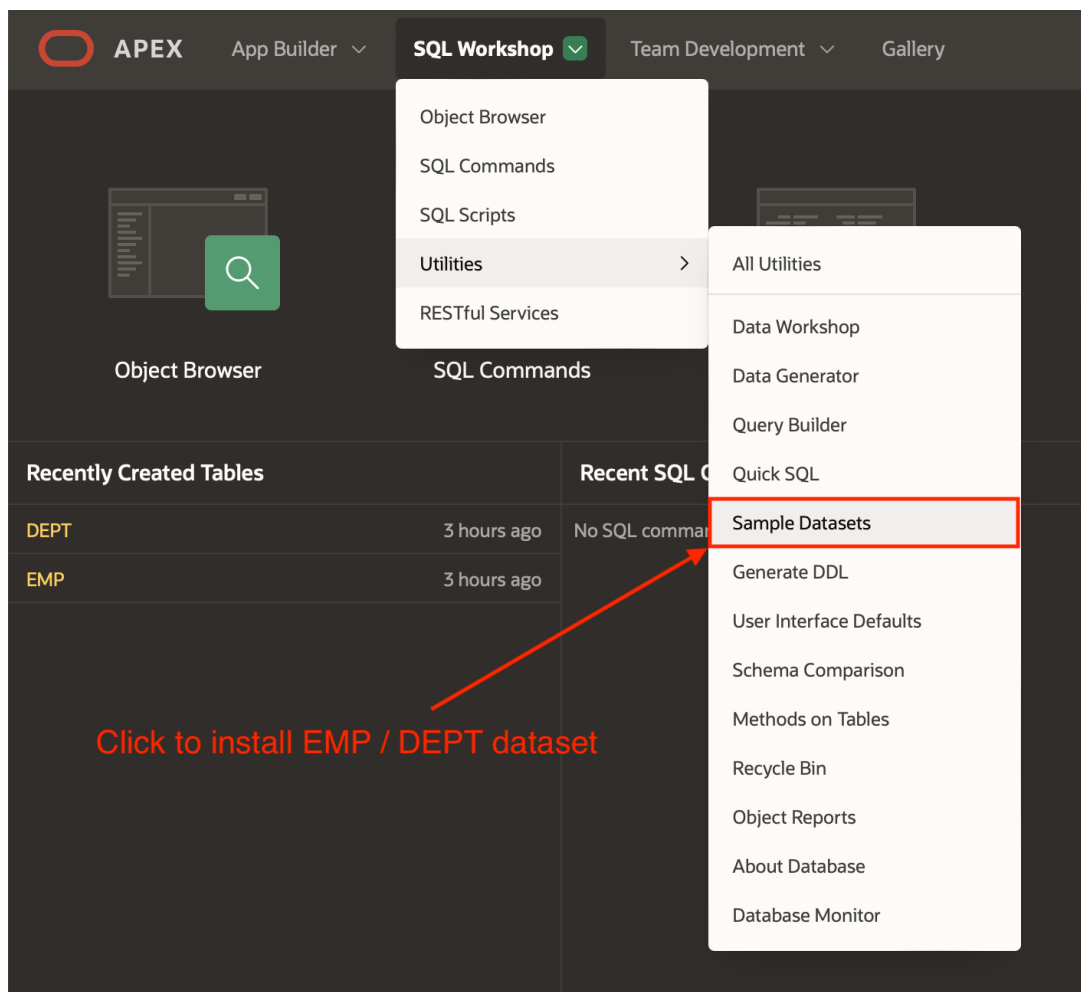 APEX
App Builder
SQL Workshop
Team Development
Gallery
Object Browser
SQL Commands
SQL Scripts
Utilities
RESTful Services
All Utilities
Data Workshop
Data Generator
Query Builder
Quick SQL
Sample Datasets
Generate DDL
User Interface Defaults
Schema Comparison
Methods on Tables
Recycle Bin
Object Reports
About Database
Database Monitor
Object Browser
SQL Commands
Recently Created Tables
DEPT 3 hours ago
EMP 3 hours ago
Recent SQL
No SQL
Click to install EMP / DEPT dataset